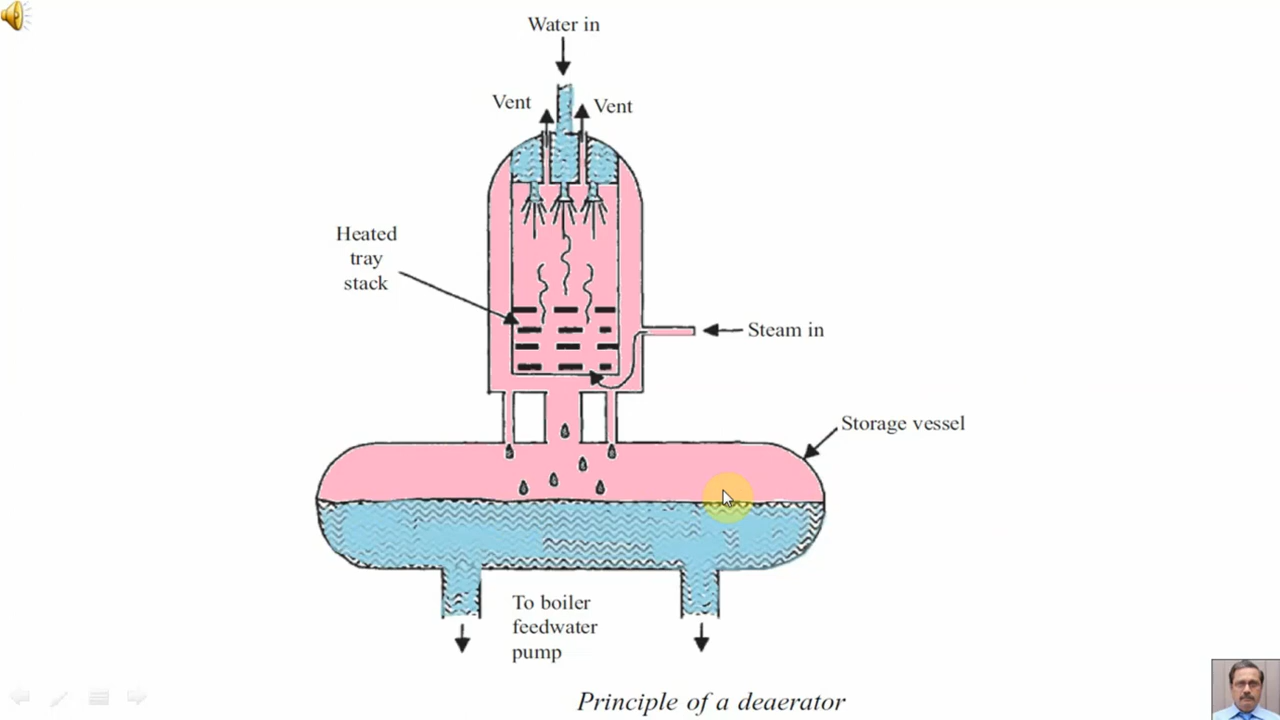 Water in
Vent
Vent
Heated
tray
stack
Steam in
Storage vessel
To boiler
feedwater
pump
Principle of a deaerator